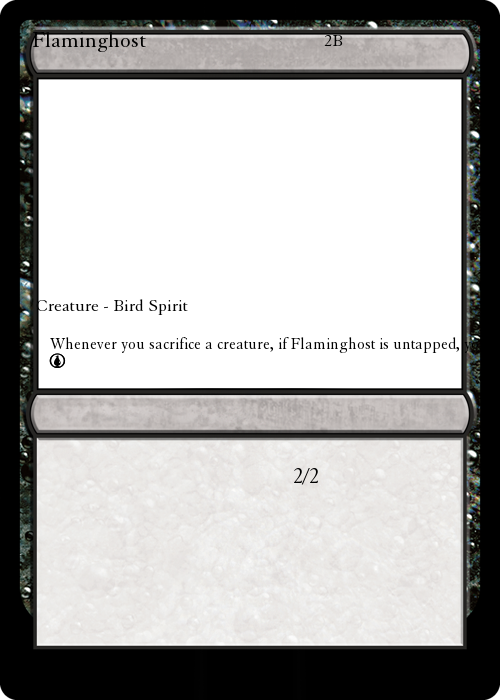 Flaminghost
2B
Creature - Bird Spirit
Whenever you sacrifice a creature, if Flaminghost is untapped,
2/2